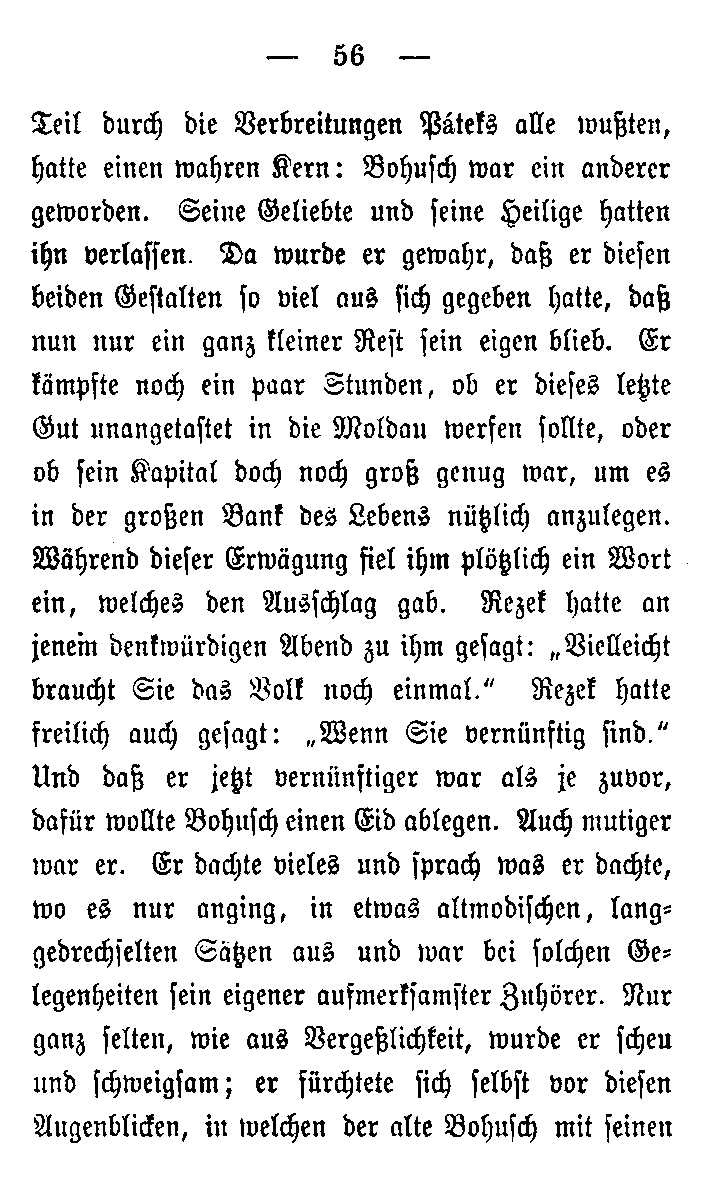 — 56 —
Teil durch die Verbreitungen Páteks alle wußten,
hatte einen wahren Kern: Bohusch war ein anderer
geworden. Seine Geliebte und seine Heilige hatten
ihn verlassen. Da wurde er gewahr, daß er diesen
beiden Gestalten so viel aus sich gegeben hatte, daß
nun nur ein ganz kleiner Rest sein eigen blieb. Er
kämpfte noch ein paar Stunden, ob er dieses letzte
Gut unangetastet in die Moldau werfen sollte, oder
ob sein Kapital doch noch groß genug war, um es
in der großen Bank des Lebens nützlich anzulegen.
Während dieser Erwägung fiel ihm plötzlich ein Wort
ein, welches den Ausschlag gab. Rezek hatte an
jenem denkwürdigen Abend zu ihm gesagt: „Vielleicht
braucht Sie das Volk noch einmal.“ Rezek hatte
freilich auch gesagt: „Wenn Sie vernünftig sind.“
Und daß er jetzt vernünftiger war als je zuvor,
dafür wollte Bohusch einen Eid ablegen. Auch mutiger
war er. Er dachte vieles und sprach was er dachte,
wo es nur anging, in etwas altmodischen, lang-
gedrechselten Sätzen aus und war bei solchen Ge-
legenheiten sein eigener aufmerksamster Zuhörer. Nur
ganz selten, wie aus Vergeßlichkeit, wurde er scheu
und schweigsam; er fürchtete sich selbst vor diesen
Augenblicken, in welchen der alte Bohusch mit seinen